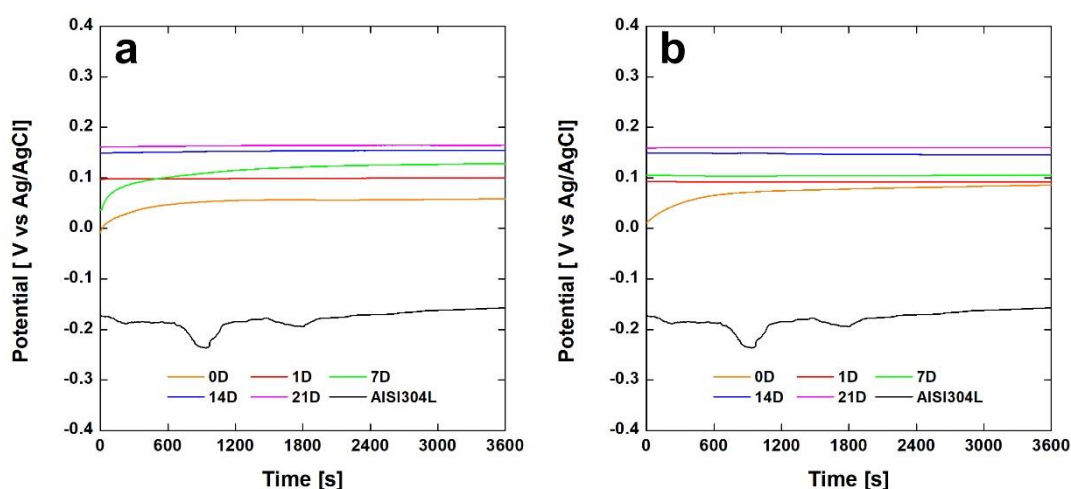 a
Potential [ V vs Ag/AgCl]
0.4
0.3
0.2
0.1
0.0
-0.1
-0.2
-0.3
-0.4
0D 1D 7D
14D 21D AISI304L
0 600 1200 1800 2400 3000 3600
Time [s]
b
Potential [ V vs Ag/AgCl]
0.4
0.3
0.2
0.1
0.0
-0.1
-0.2
-0.3
-0.4
0D 1D 7D
14D 21D AISI304L
0 600 1200 1800 2400 3000 3600
Time [s]